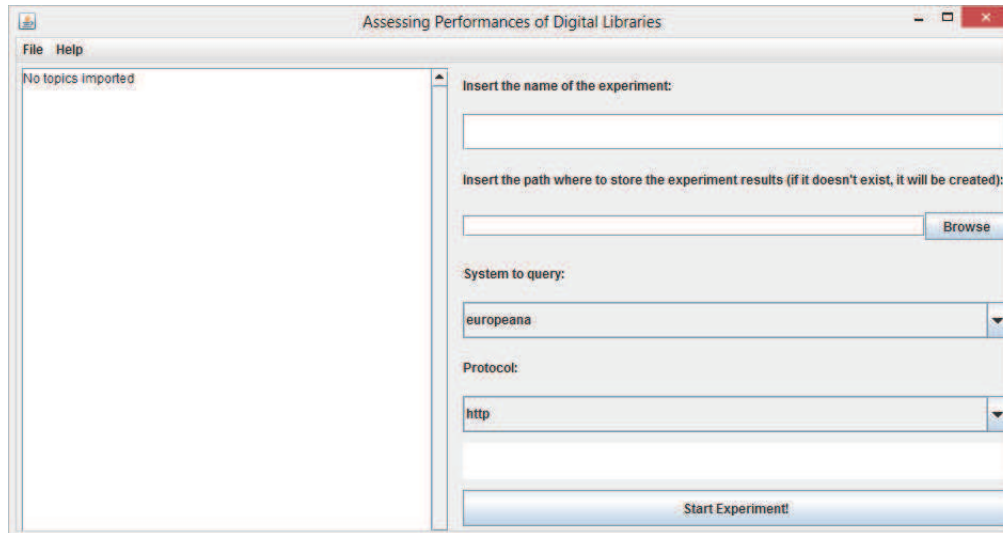 Assessing Performances of Digital Libraries
File Help
No topics imported
Insert the name of the experiment:
Insert the path where to store the experiment results (if it doesn't exist, it will be created):
Browse
System to query:
europeana
Protocol:
http
Start Experiment!